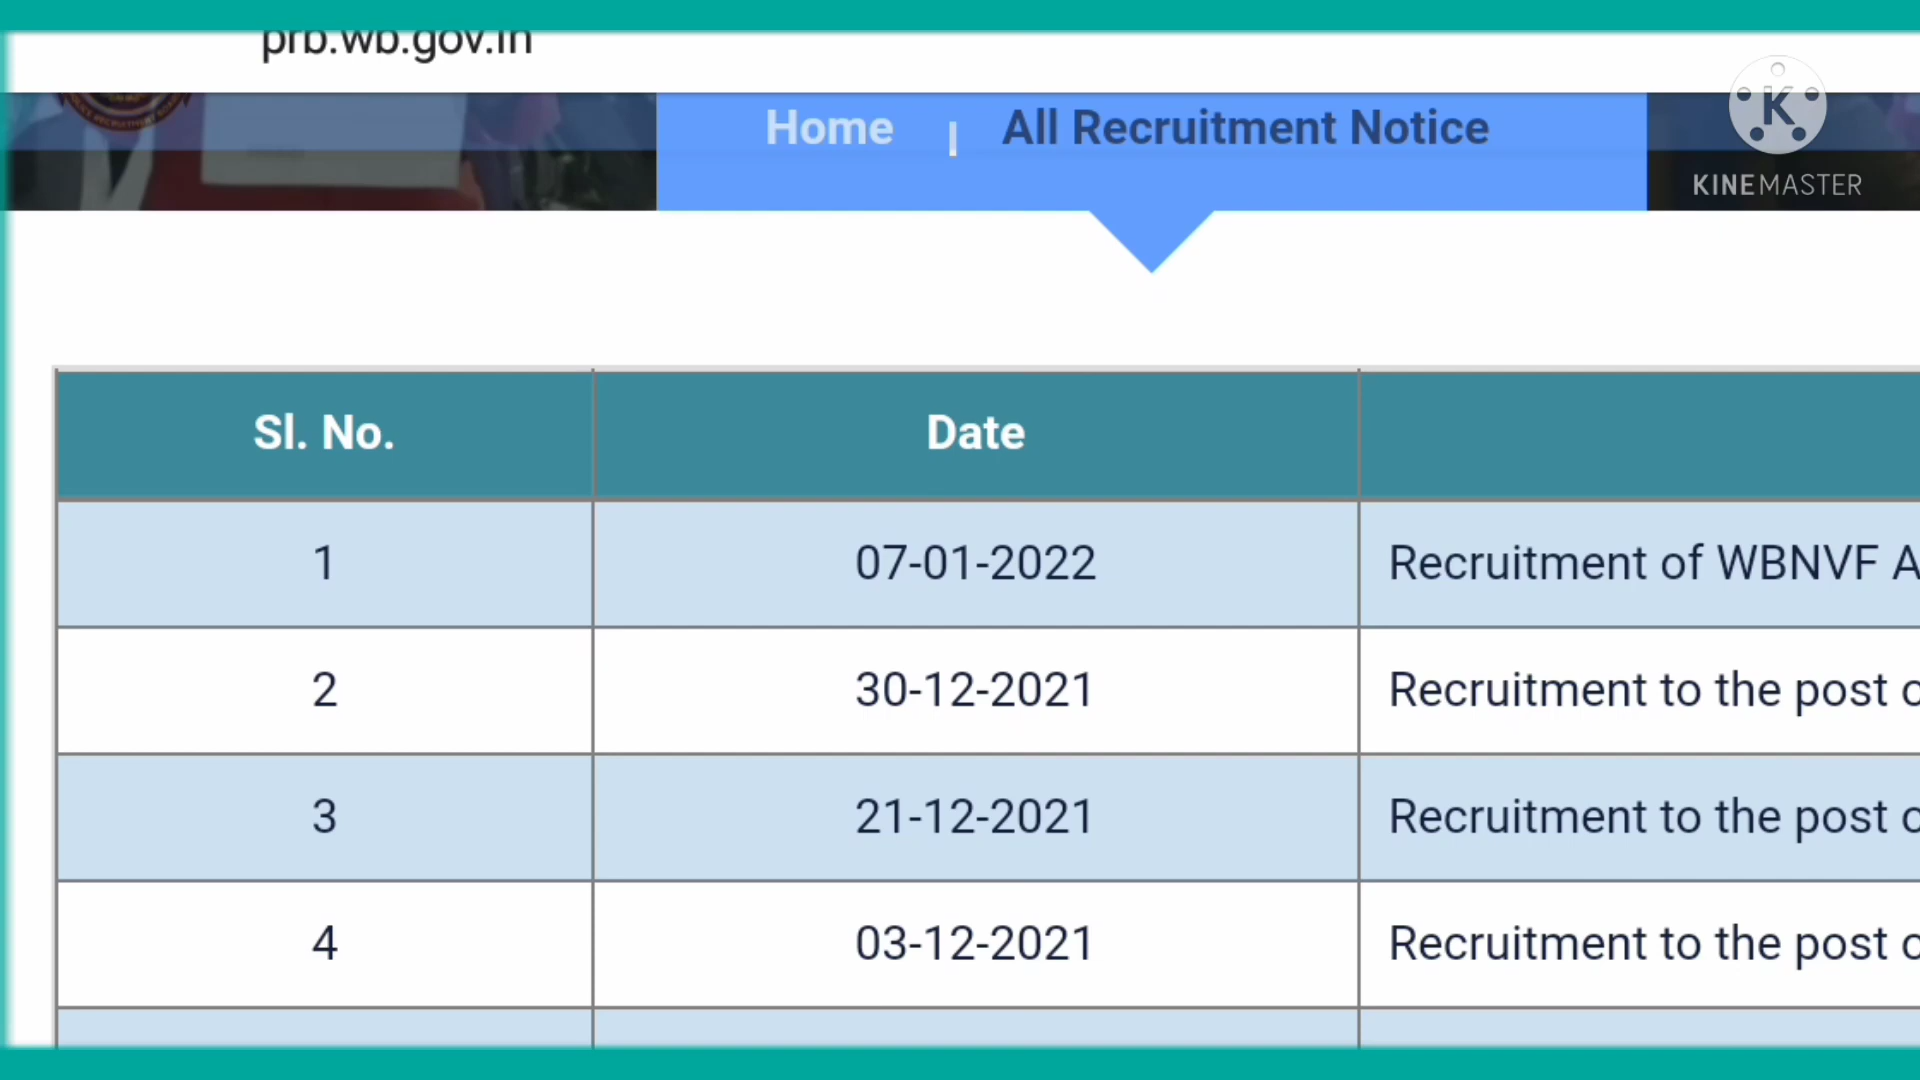 prb.wb.gov.in
Home | All Recruitment Notice
K
KINEMASTER
Sl. No. Date
1 07-01-2022 Recruitment of WBNVF A
2 30-12-2021 Recruitment to the post o
3 21-12-2021 Recruitment to the post o
4 03-12-2021 Recruitment to the post o